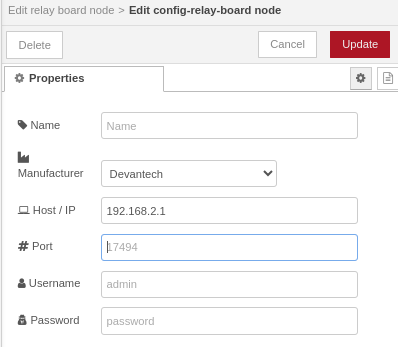 Edit relay board node > Edit config-relay-board node
Delete Cancel Update
Properties
Name Name
Manufacturer Devantech
Host / IP 192.168.2.1
Port 17494
Username admin
Password password